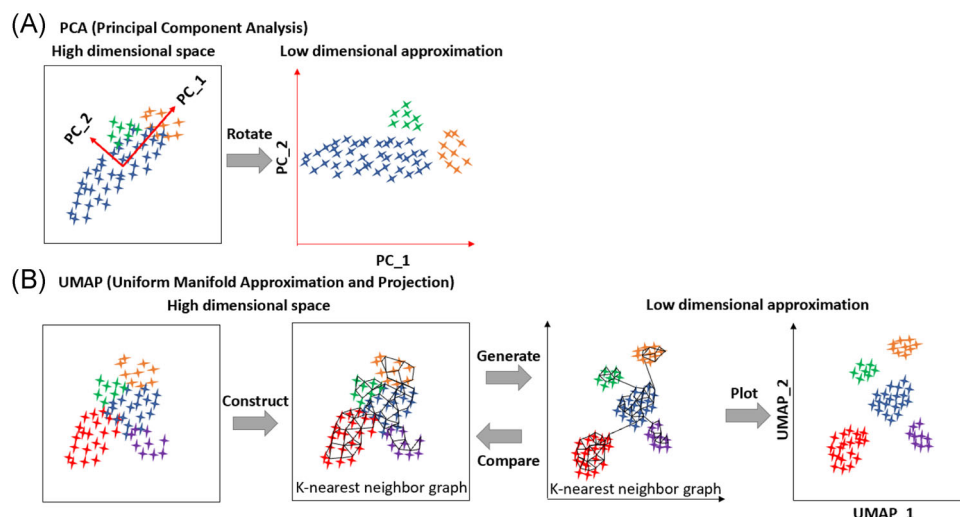 (A) PCA (Principal Component Analysis)
High dimensional space
Low dimensional approximation
PC_1
PC_2
Rotate
PC_2
PC_1
(B) UMAP (Uniform Manifold Approximation and Projection)
High dimensional space
Low dimensional approximation
Construct
K-nearest neighbor graph
Generate
Compare
K-nearest neighbor graph
Plot
UMAP_2
UMAP_1